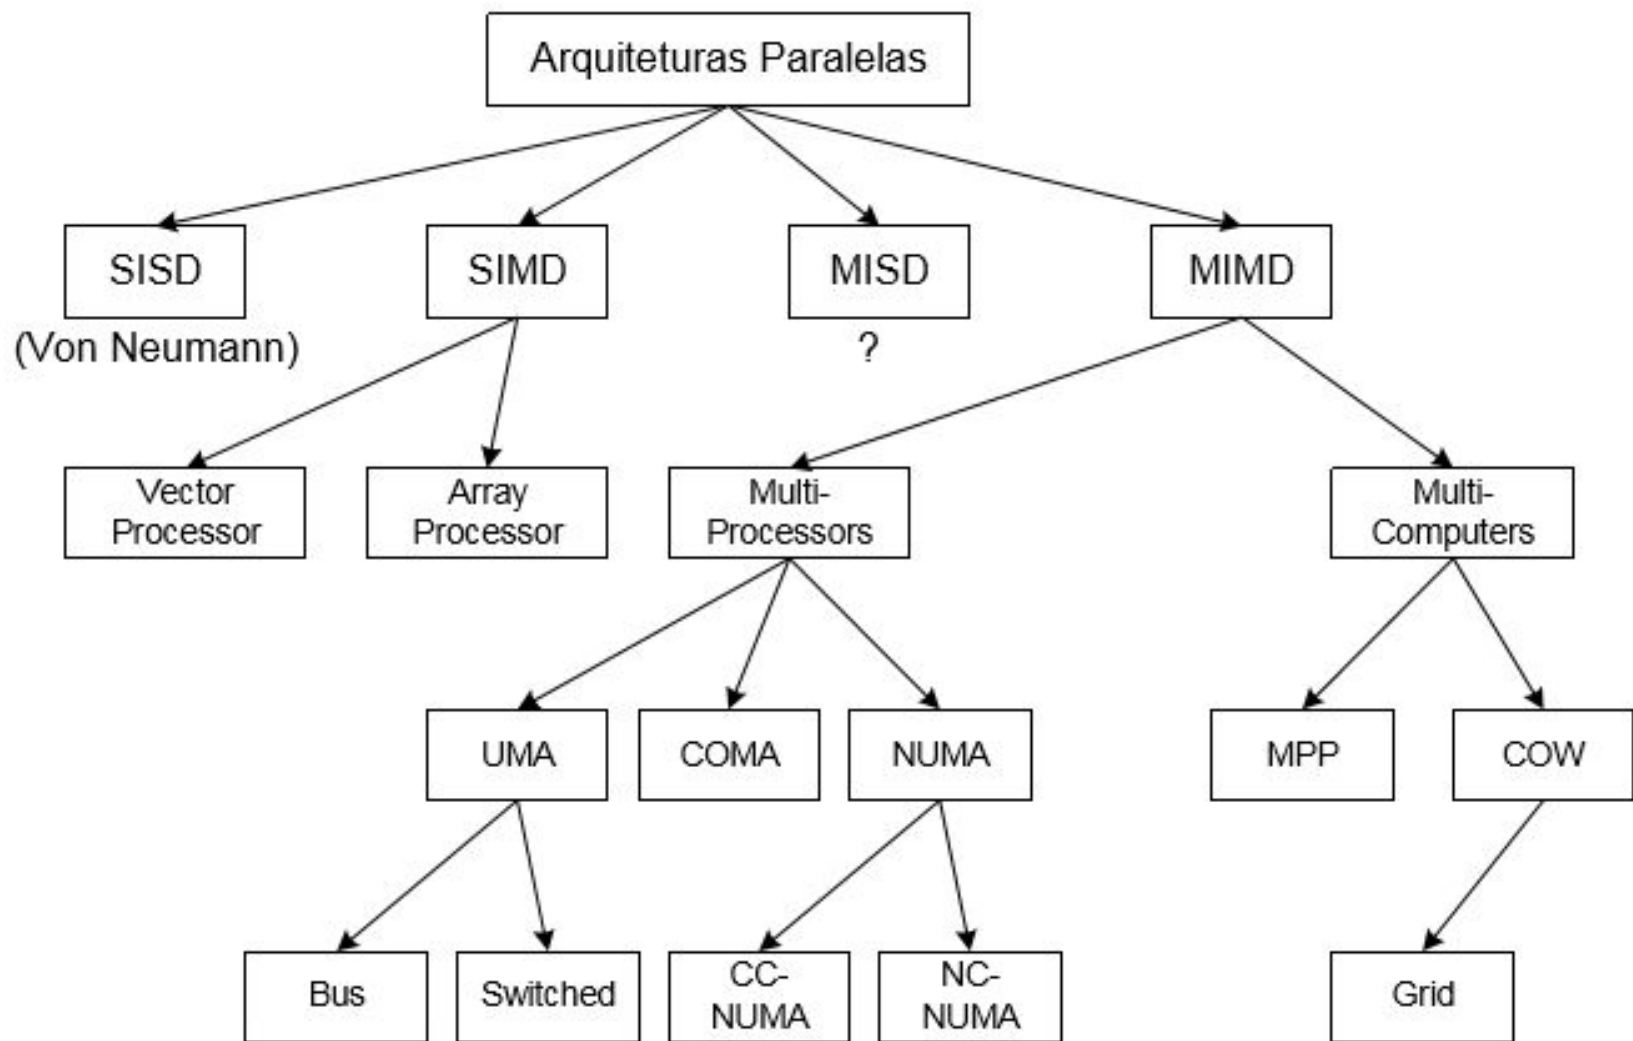 Arquiteturas Paralelas
SISD
SIMD
MISD
MIMD
(Von Neumann)
?
Vector
Processor
Array
Processor
Multi-
Processors
Multi-
Computers
UMA
COMA
NUMA
MPP
COW
Bus
Switched
CC-
NUMA
NC-
NUMA
Grid